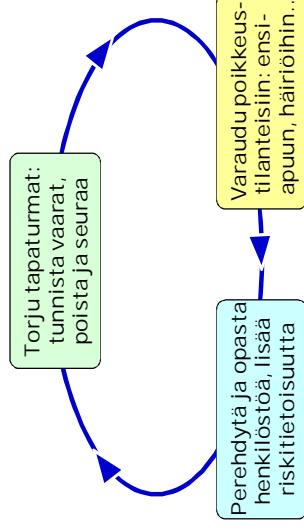 Torju tapaturmat:
tunnista vaarat,
poista ja seuraa
Varaudu poikkeus-
tilanteisiin: ensi-
apuun, häiriöihin..
Perehdytä ja opasta
henkilöstöä, lisää
riskitietoisuutta